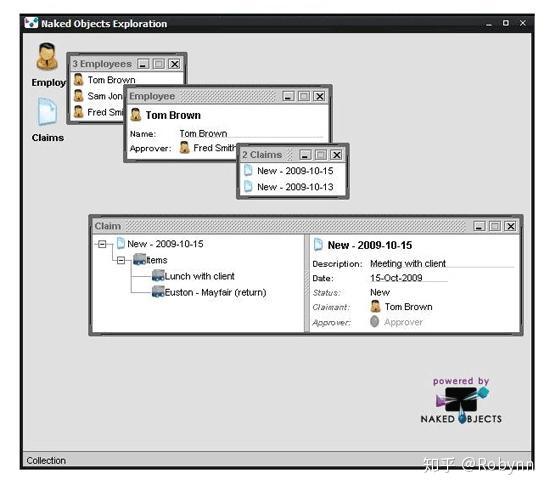 Naked Objects Exploration
Employ
Claims
3 Employees
Tom Brown
Sam Jon
Fred Smit
Employee
Tom Brown
Name: Tom Brown
Approver: Fred Smith
2 Claims
New - 2009-10-15
New - 2009-10-13
Claim
New - 2009-10-15
Items
Lunch with client
Euston - Mayfair (return)
New - 2009-10-15
Description: Meeting with client
Date: 15-Oct-2009
Status: New
Claimant: Tom Brown
Approver: Approver
powered by
NAKED OBJECTS
Collection
知乎 @Robynn